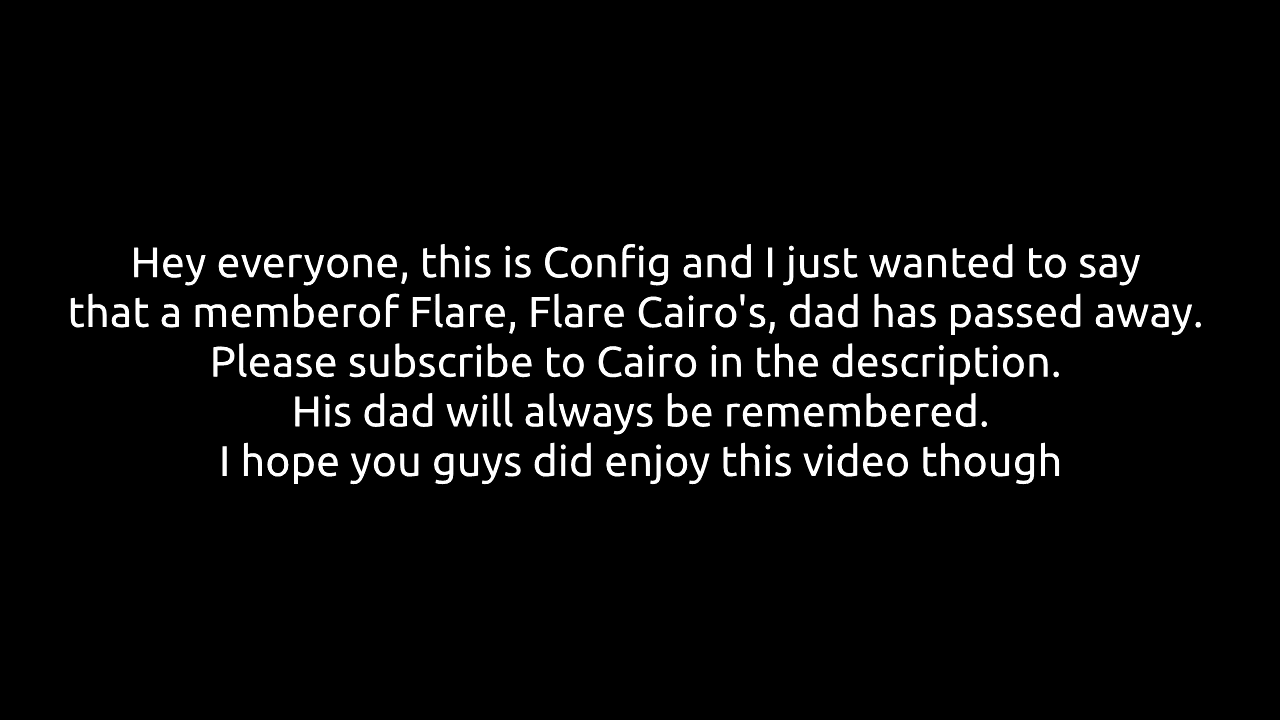 Hey everyone, this is Config and I just wanted to say
that a memberof Flare, Flare Cairo's, dad has passed away.
Please subscribe to Cairo in the description.
His dad will always be remembered.
I hope you guys did enjoy this video though